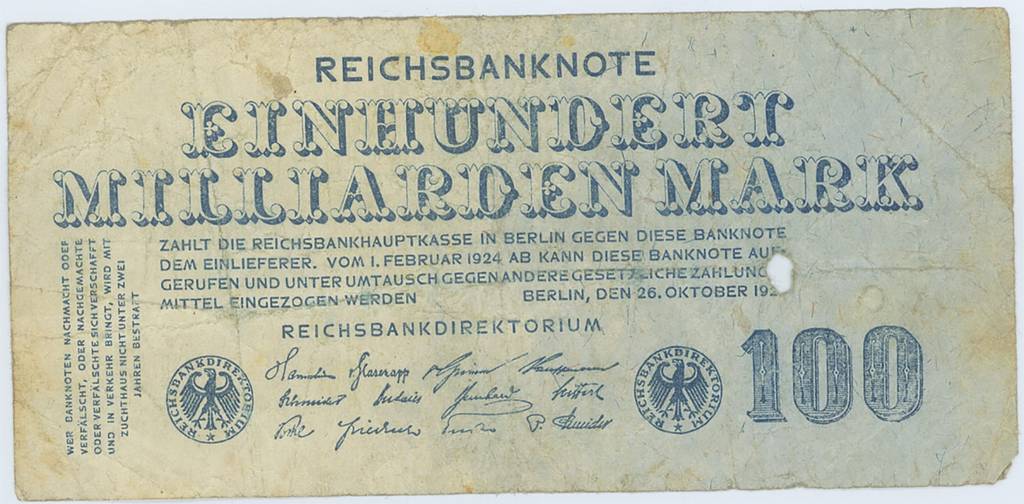 REICHSBANKNOTE
EINHUNDERT
MILLIARDEN MARK
ZAHLT DIE REICHSBANKHAUPTKASSE IN BERLIN GEGEN DIESE BANKNOTE
DEM EINLIEFERER. VOM 1. FEBRUAR 1924 AB KANN DIESE BANKNOTE AUF
GERUFEN UND UNTER UMTAUSCH GEGEN ANDERE GESETZLICHE ZAHLUNG
MITTEL EINGEZOGEN WERDEN BERLIN, DEN 26. OKTOBER 192
REICHSBANKDIREKTORIUM
WER BANKNOTEN NACHMACHT ODER
VERFÄLSCHT, ODER NACHGEMACHTE
ODER VERFÄLSCHTE SICH VERSCHAFFT
UND IN VERKEHR BRINGT, WIRD MIT
ZUCHTHAUS NICHT UNTER ZWEI
JAHREN BESTRAFT
REICHSBANKDIREKTORIUM
REICHSBANKDIREKTORIUM
100